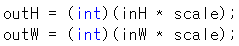 outH = (int)(inH * scale);
outW = (int)(inW * scale);